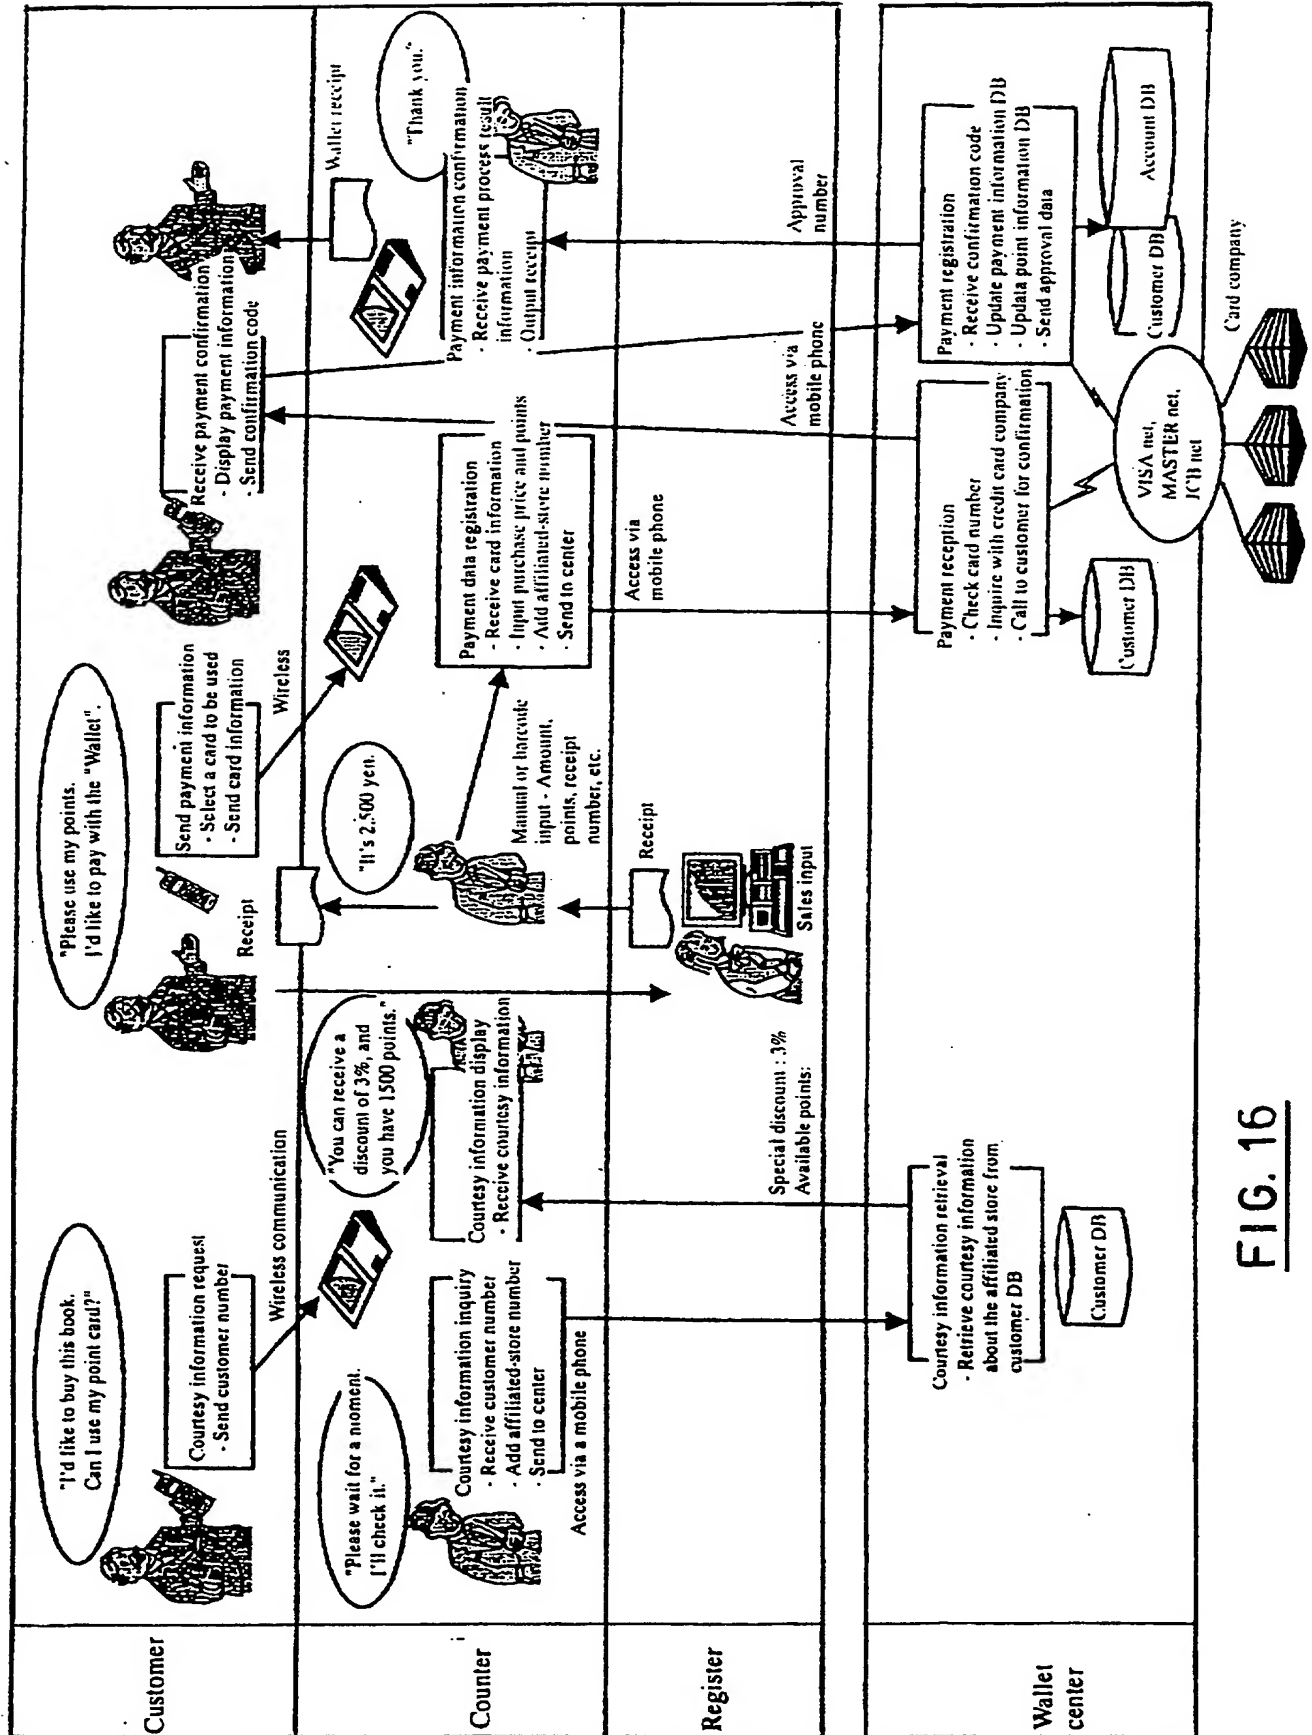 Customer
"I'd like to buy this book.
Can I use my point card?"
Courtesy information request
- Send customer number
Wireless communication
"Please use my points.
I'd like to pay with the "Wallet".
Receipt
Send payment information
- Select a card to be used
- Send card information
Wireless
Receive payment confirmation
- Display payment information
- Send confirmation code
Counter
"Please wait for a moment.
I'll check it."
Courtesy information inquiry
- Receive customer number
- Add affiliated-store number
- Send to center
Access via a mobile phone
"You can receive a
discount of 3%, and
you have 1500 points."
Courtesy information display
- Receive courtesy information
"It's 2,500 yen.
Manual or barcode
input - Amount,
points, receipt
number, etc.
Payment data registration
- Receive card information
- Input purchase price and points
- Add affiliated-store number
- Send to center
Wallet receipt
"Thank you."
Payment information confirmation
- Receive payment process result
information
- Output receipt
Register
Special discount : 3%
Available points:
Receipt
Sales input
Access via
mobile phone
Access via
mobile phone
Approval
number
Wallet
center
Courtesy information retrieval
- Retrieve courtesy information
about the affiliated store from
customer DB
Customer DB
Payment reception
- Check card number
- Inquire with credit card company
- Call to customer for confirmation
Customer DB
Payment registration
- Receive confirmation code
- Update payment information DB
- Updata point information DB
- Send approval data
Customer DB
Account DB
VISA net,
MASTER net,
JCB net
Card company
FIG. 16